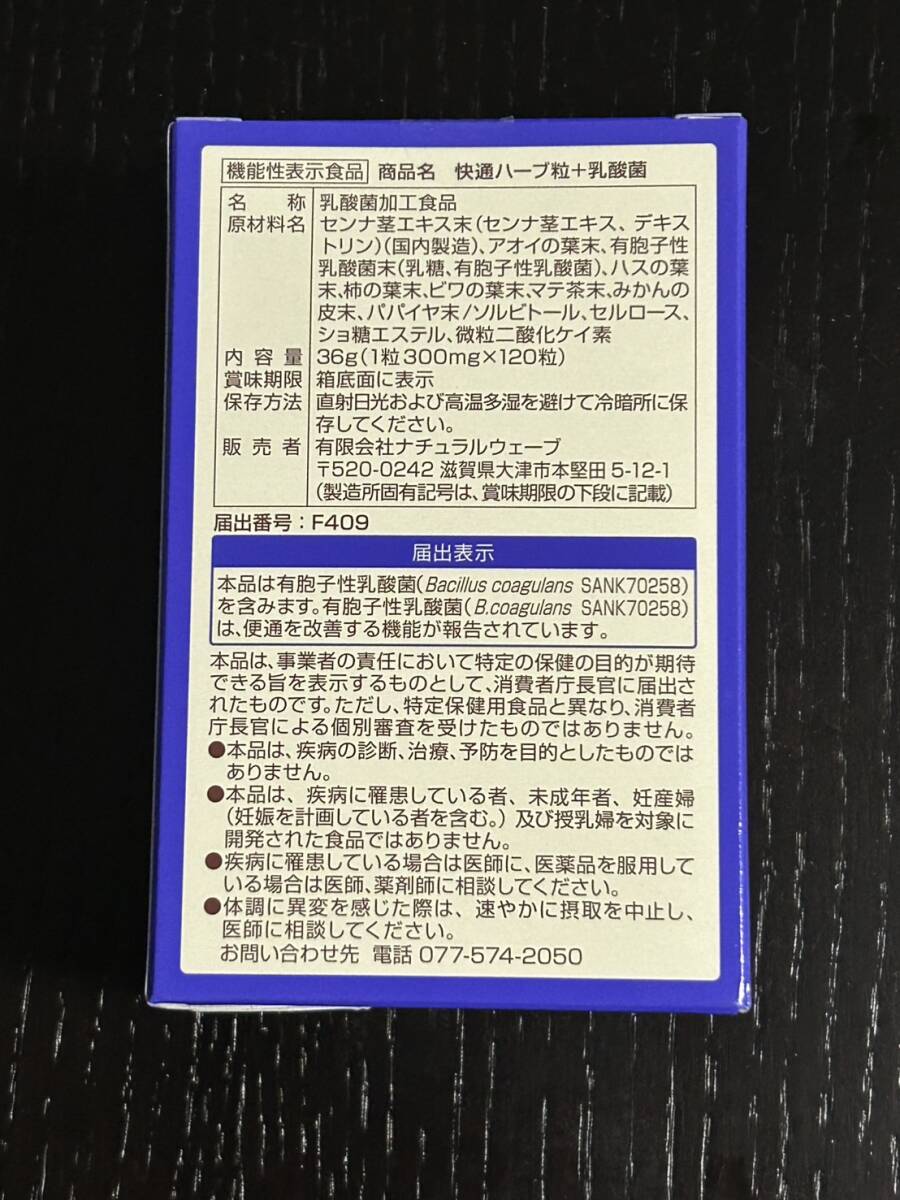 機能性表示食品 商品名 快通ハーブ粒+乳酸菌
名称 乳酸菌加工食品
原材料名 センナ茎エキス末(センナ茎エキス、デキス
トリン)(国内製造)、アオイの葉末、有胞子性
乳酸菌末(乳糖、有胞子性乳酸菌)、ハスの葉
末、柿の葉末、ビワの葉末、マテ茶末、みかんの
皮末、パパイヤ末/ソルビトール、セルロース、
ショ糖エステル、微粒二酸化ケイ素
内容量 36g(1粒300mg×120粒)
賞味期限 箱底面に表示
保存方法 直射日光および高温多湿を避けて冷暗所に保
存してください。
販売者 有限会社ナチュラルウェーブ
〒520-0242 滋賀県大津市本堅田5-12-1
(製造所固有記号は、賞味期限の下段に記載)
届出番号:F409
届出表示
本品は有胞子性乳酸菌(Bacillus coagulans SANK70258)
を含みます。有胞子性乳酸菌(B.coagulans SANK70258)
は、便通を改善する機能が報告されています。
本品は、事業者の責任において特定の保健の目的が期待
できる旨を表示するものとして、消費者庁長官に届出さ
れたものです。ただし、特定保健用食品と異なり、消費者
庁長官による個別審査を受けたものではありません。
●本品は、疾病の診断、治療、予防を目的としたものでは
ありません。
●本品は、疾病に罹患している者、未成年者、妊産婦
(妊娠を計画している者を含む。)及び授乳婦を対象に
開発された食品ではありません。
●疾病に罹患している場合は医師に、医薬品を服用して
いる場合は医師、薬剤師に相談してください。
●体調に異変を感じた際は、速やかに摂取を中止し、
医師に相談してください。
お問い合わせ先 電話 077-574-2050